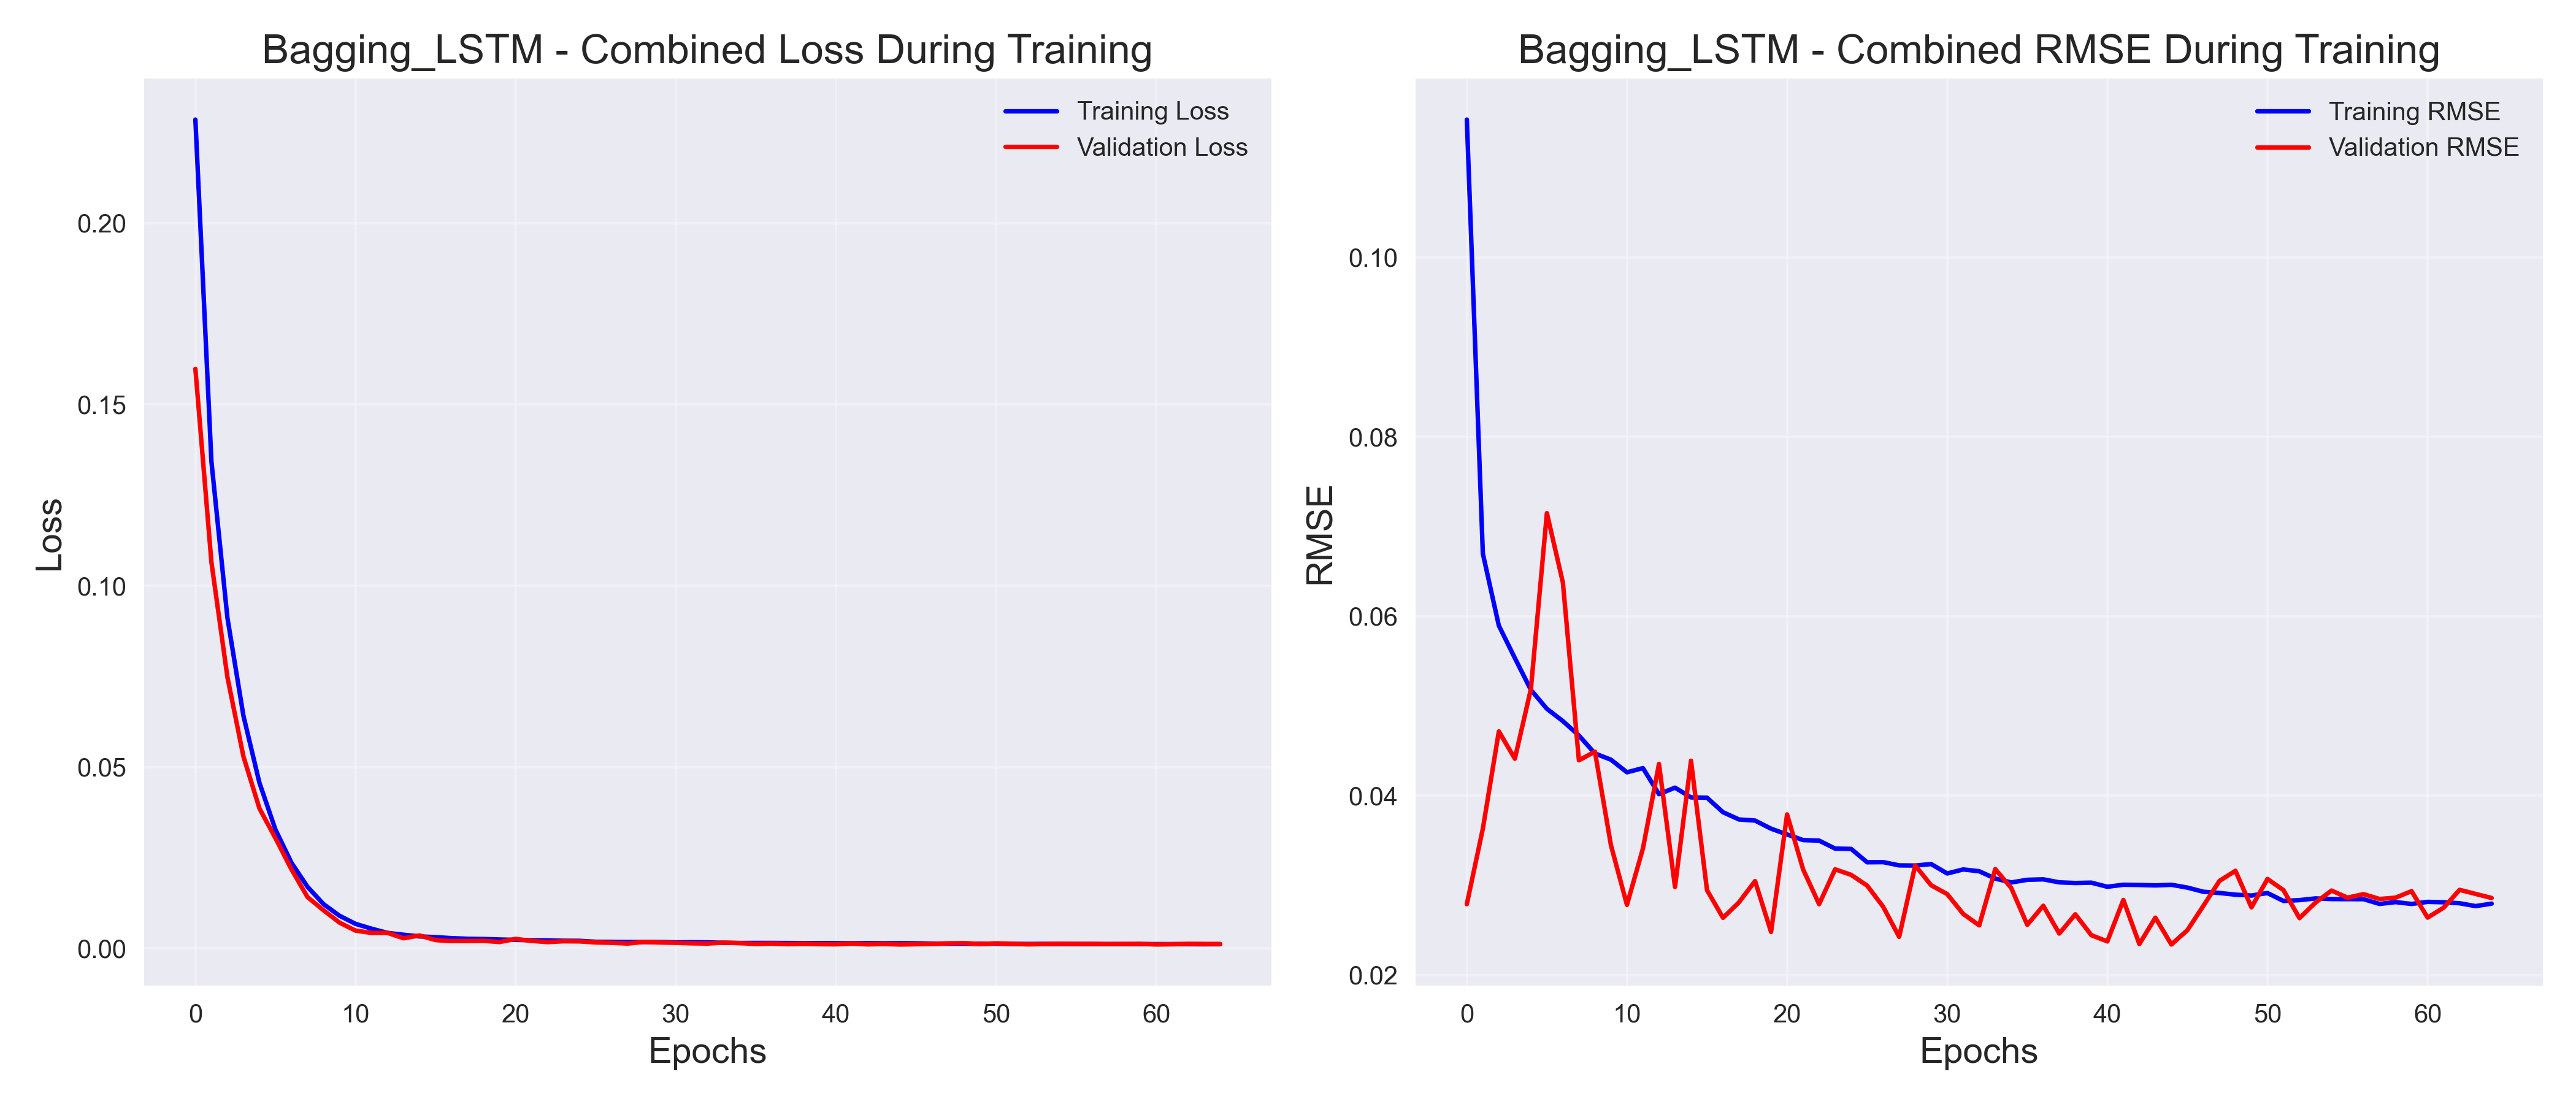 Bagging_LSTM - Combined Loss During Training
Training Loss
Validation Loss
0.20
0.15
0.10
0.05
0.00
Loss
0 10 20 30 40 50 60
Epochs
Bagging_LSTM - Combined RMSE During Training
Training RMSE
Validation RMSE
0.10
0.08
0.06
0.04
0.02
RMSE
0 10 20 30 40 50 60
Epochs